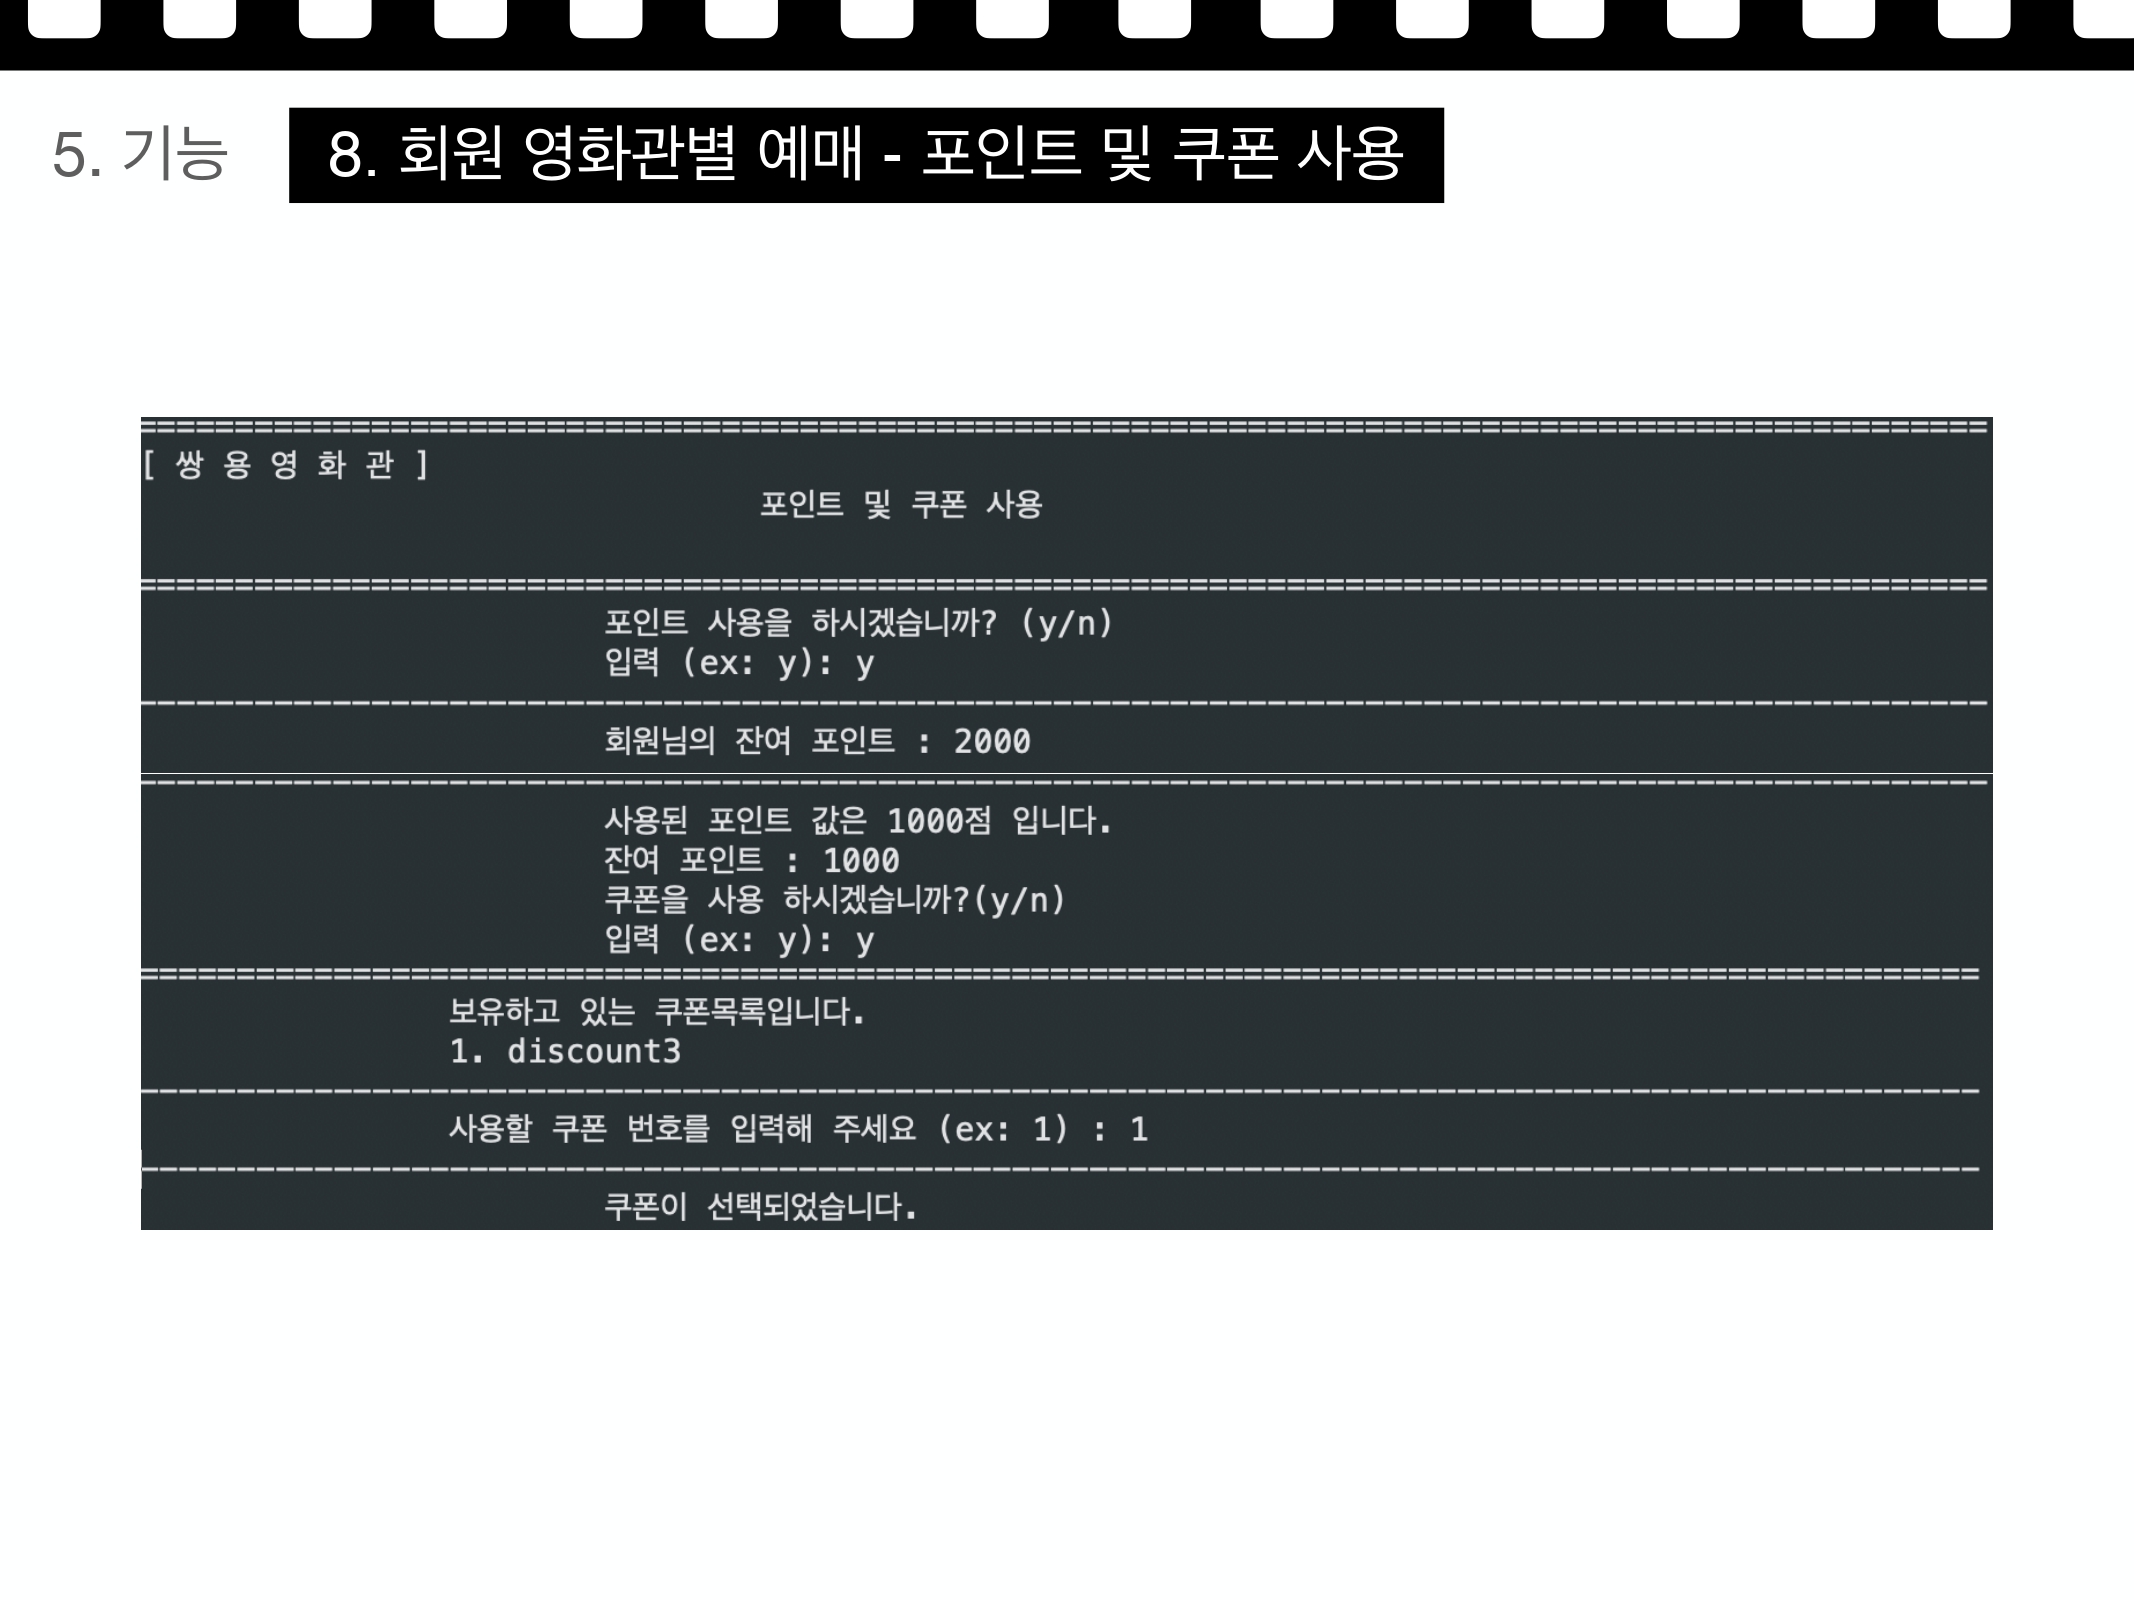 5. 기능
8. 회원 영화관별 예매 - 포인트 및 쿠폰 사용
================================================================================
[ 쌍 용 영 화 관 ]
포인트 및 쿠폰 사용
================================================================================
포인트 사용을 하시겠습니까? (y/n)
입력 (ex: y): y
--------------------------------------------------------------------------------
회원님의 잔여 포인트 : 2000
--------------------------------------------------------------------------------
사용된 포인트 값은 1000점 입니다.
잔여 포인트 : 1000
쿠폰을 사용 하시겠습니까?(y/n)
입력 (ex: y): y
================================================================================
보유하고 있는 쿠폰목록입니다.
1. discount3
--------------------------------------------------------------------------------
사용할 쿠폰 번호를 입력해 주세요 (ex: 1) : 1
--------------------------------------------------------------------------------
쿠폰이 선택되었습니다.